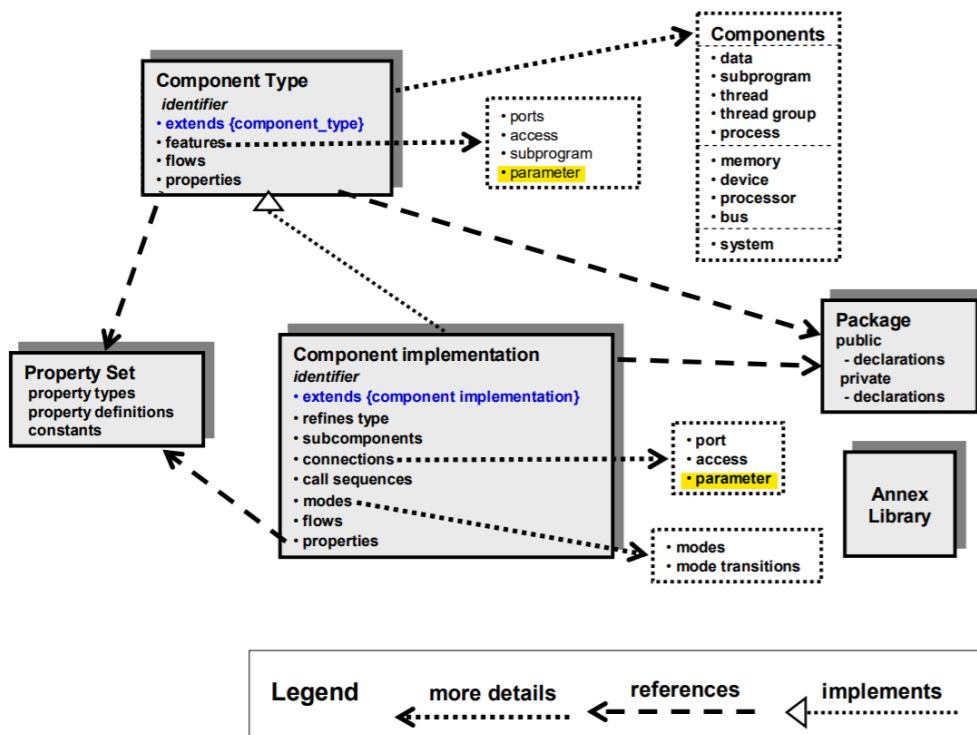 Component Type
identifier
• extends {component_type}
• features
• flows
• properties
• ports
• access
• subprogram
• parameter
Components
• data
• subprogram
• thread
• thread group
• process
• memory
• device
• processor
• bus
• system
Property Set
property types
property definitions
constants
Component implementation
identifier
• extends {component implementation}
• refines type
• subcomponents
• connections
• call sequences
• modes
• flows
• properties
Package
public
- declarations
private
- declarations
• port
• access
• parameter
• modes
• mode transitions
Annex
Library
Legend
more details
references
implements